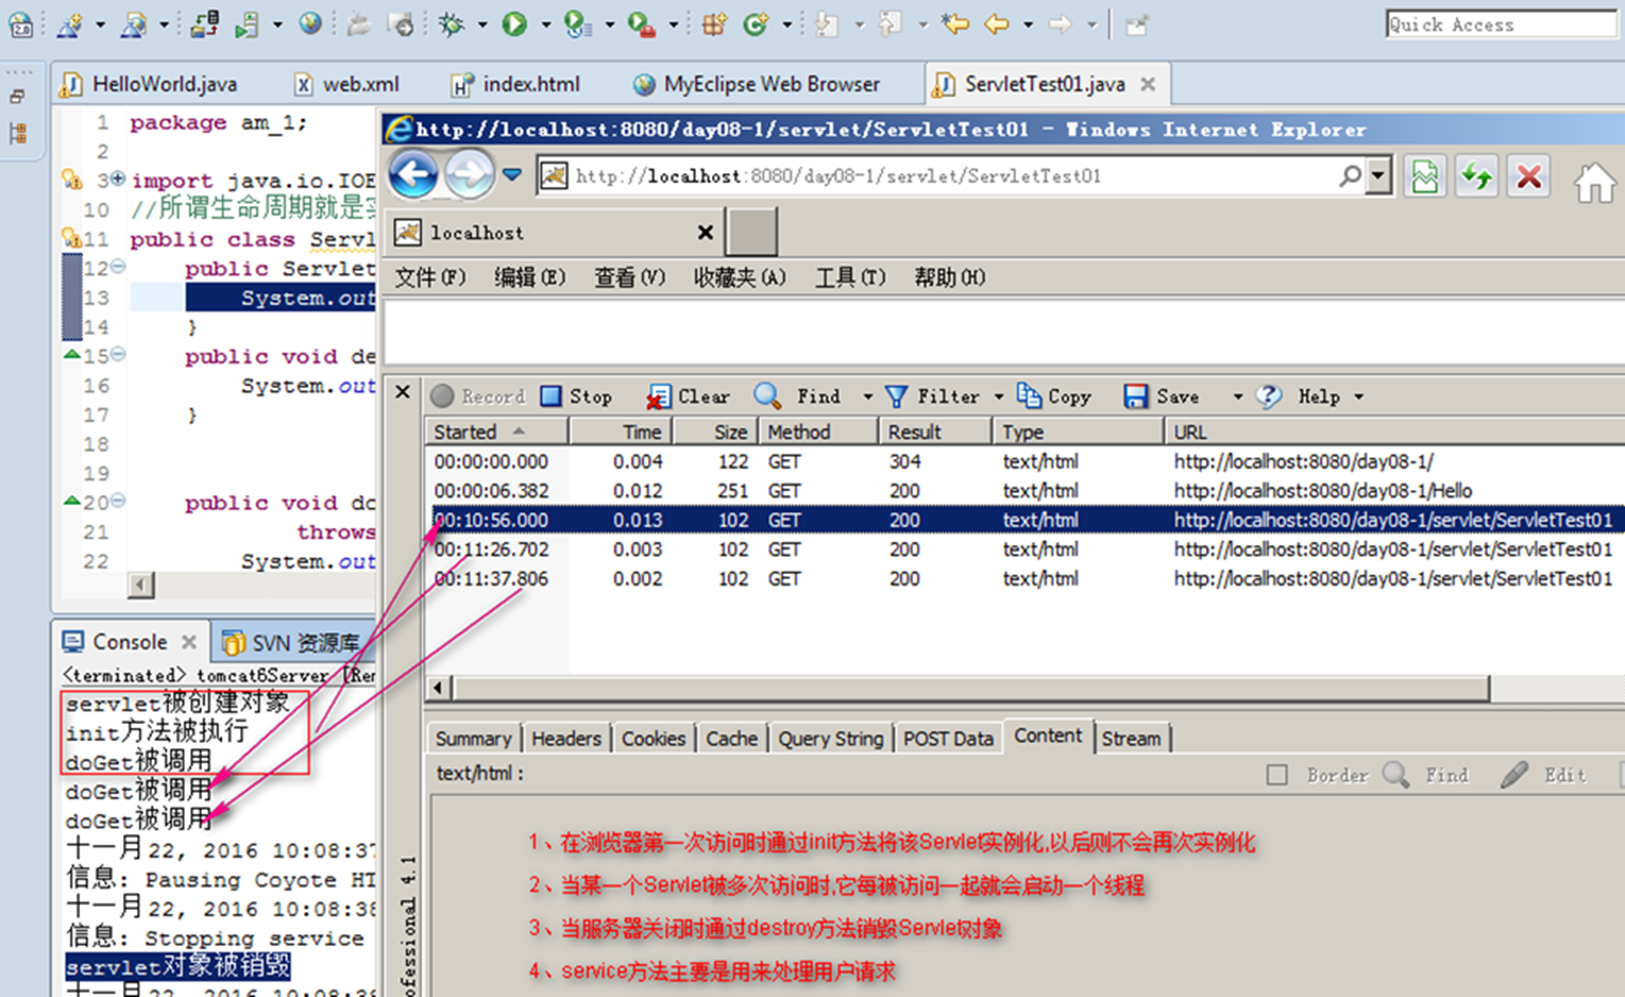 Quick Access
HelloWorld.java
web.xml
index.html
MyEclipse Web Browser
ServletTest01.java
1 package am_1;
2
3 import java.io.IOE
10 //所谓生命周期就是实
11 public class Servl
12 public Servlet
13 System.out
14 }
15 public void de
16 System.out
17 }
18
19
20 public void do
21 throws
22 System.out
http://localhost:8080/day08-1/servlet/ServletTest01 - Windows Internet Explorer
http://localhost:8080/day08-1/servlet/ServletTest01
localhost
文件(F) 编辑(E) 查看(V) 收藏夹(A) 工具(T) 帮助(H)
Record Stop Clear Find Filter Copy Save Help
Started Time Size Method Result Type URL
00:00:00.000 0.004 122 GET 304 text/html http://localhost:8080/day08-1/
00:00:06.382 0.012 251 GET 200 text/html http://localhost:8080/day08-1/Hello
00:10:56.000 0.013 102 GET 200 text/html http://localhost:8080/day08-1/servlet/ServletTest01
00:11:26.702 0.003 102 GET 200 text/html http://localhost:8080/day08-1/servlet/ServletTest01
00:11:37.806 0.002 102 GET 200 text/html http://localhost:8080/day08-1/servlet/ServletTest01
Console
SVN 资源库
<terminated> tomcat6Server [Rem
servlet被创建对象
init方法被执行
doGet被调用
doGet被调用
doGet被调用
十一月 22, 2016 10:08:37
信息: Pausing Coyote HT
十一月 22, 2016 10:08:38
信息: Stopping service
servlet对象被销毁
十一月 22, 2016 10:08:38
ofessional 4.1
Summary Headers Cookies Cache Query String POST Data Content Stream
text/html :
Border Find Edit
1、在浏览器第一次访问时通过init方法将该Servlet实例化,以后则不会再次实例化
2、当某一个Servlet被多次访问时,它每被访问一起就会启动一个线程
3、当服务器关闭时通过destroy方法销毁Servlet对象
4、service方法主要是用来处理用户请求